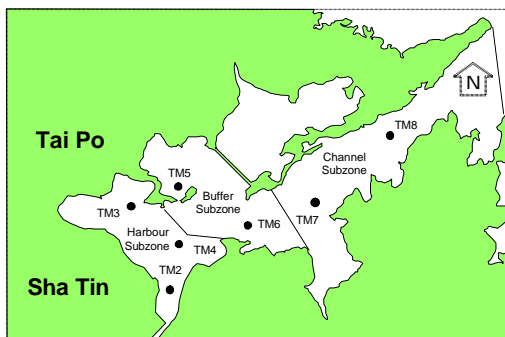 N
TM8
Tai Po
Channel
Subzone
TM5
Buffer
Subzone
TM3
TM7
TM6
Harbour
Subzone
TM4
TM2
Sha Tin